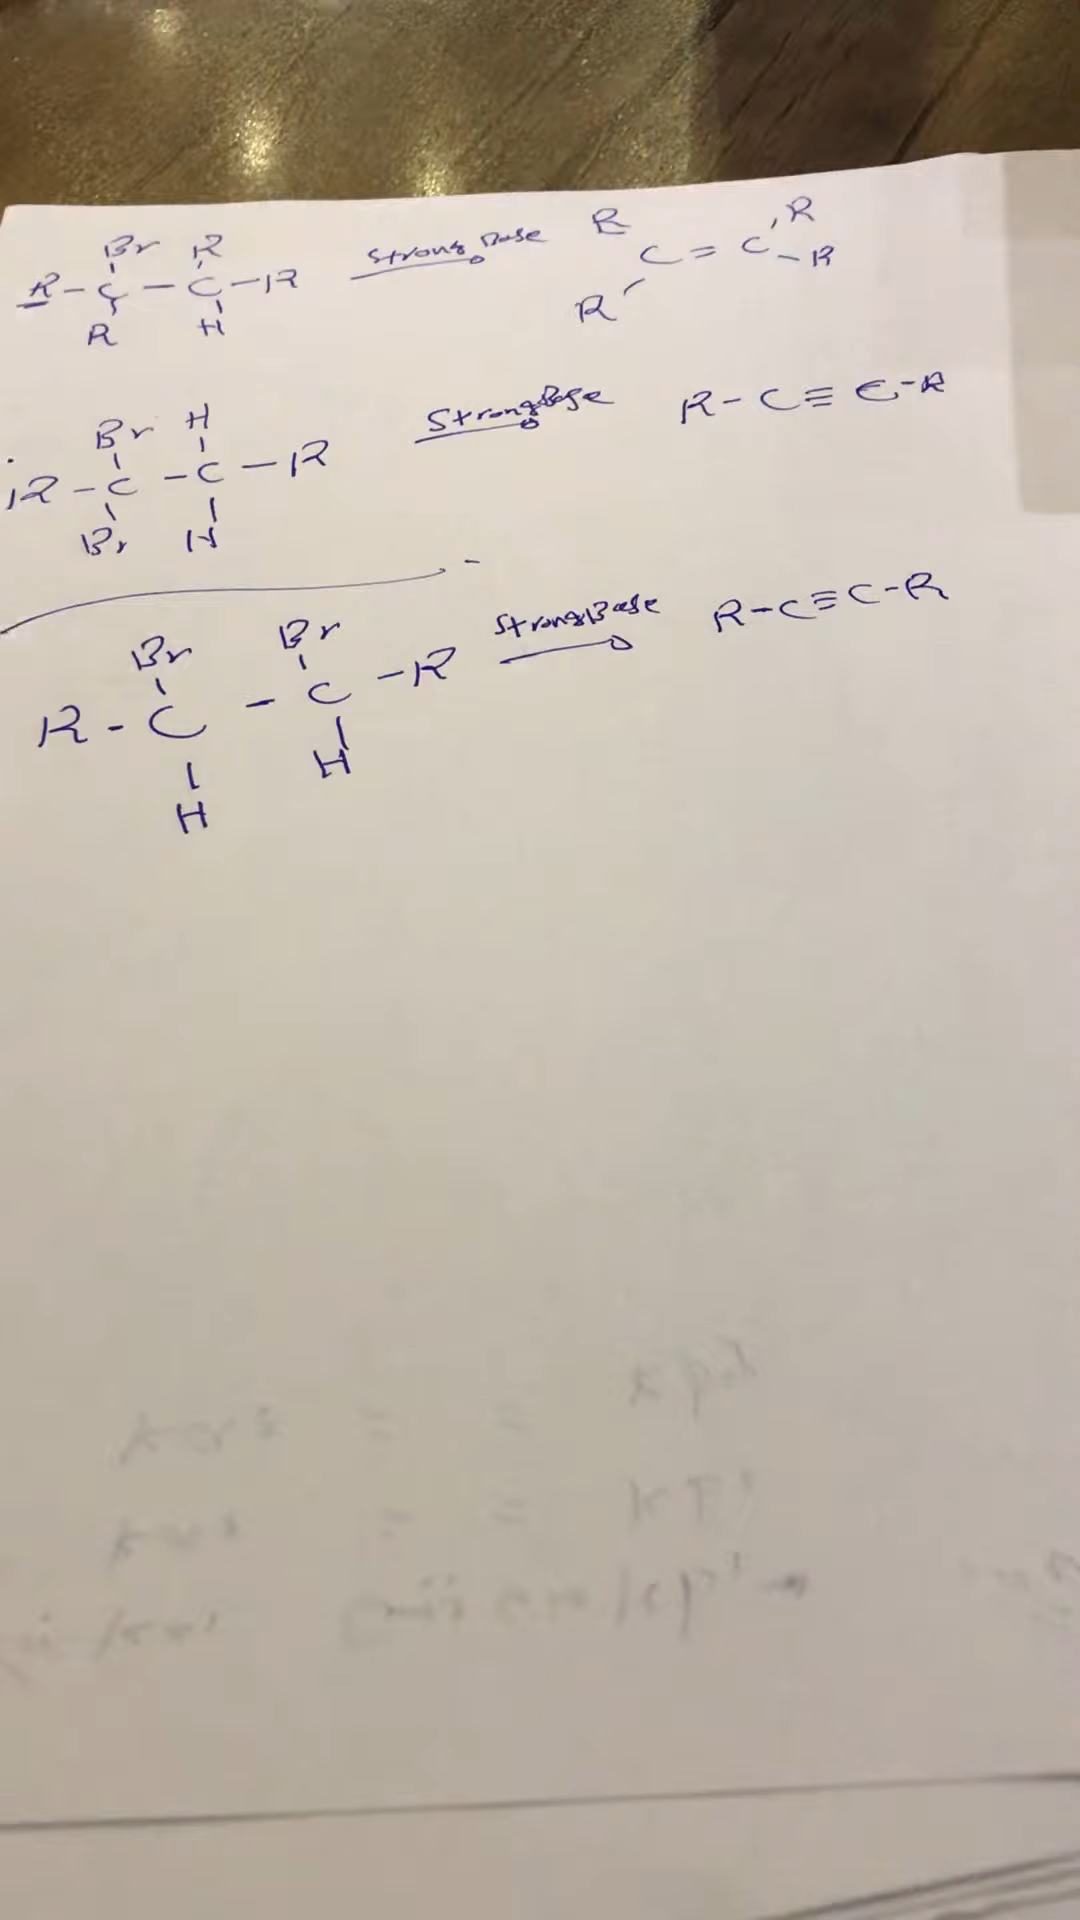 Br R
R - C - C - R Strong Base R C = C R
R H R R
Br H
R - C - C - R Strong Base R - C ≡ C - R
Br H
Br Br
R - C - C - R Strong Base R - C ≡ C - R
H H